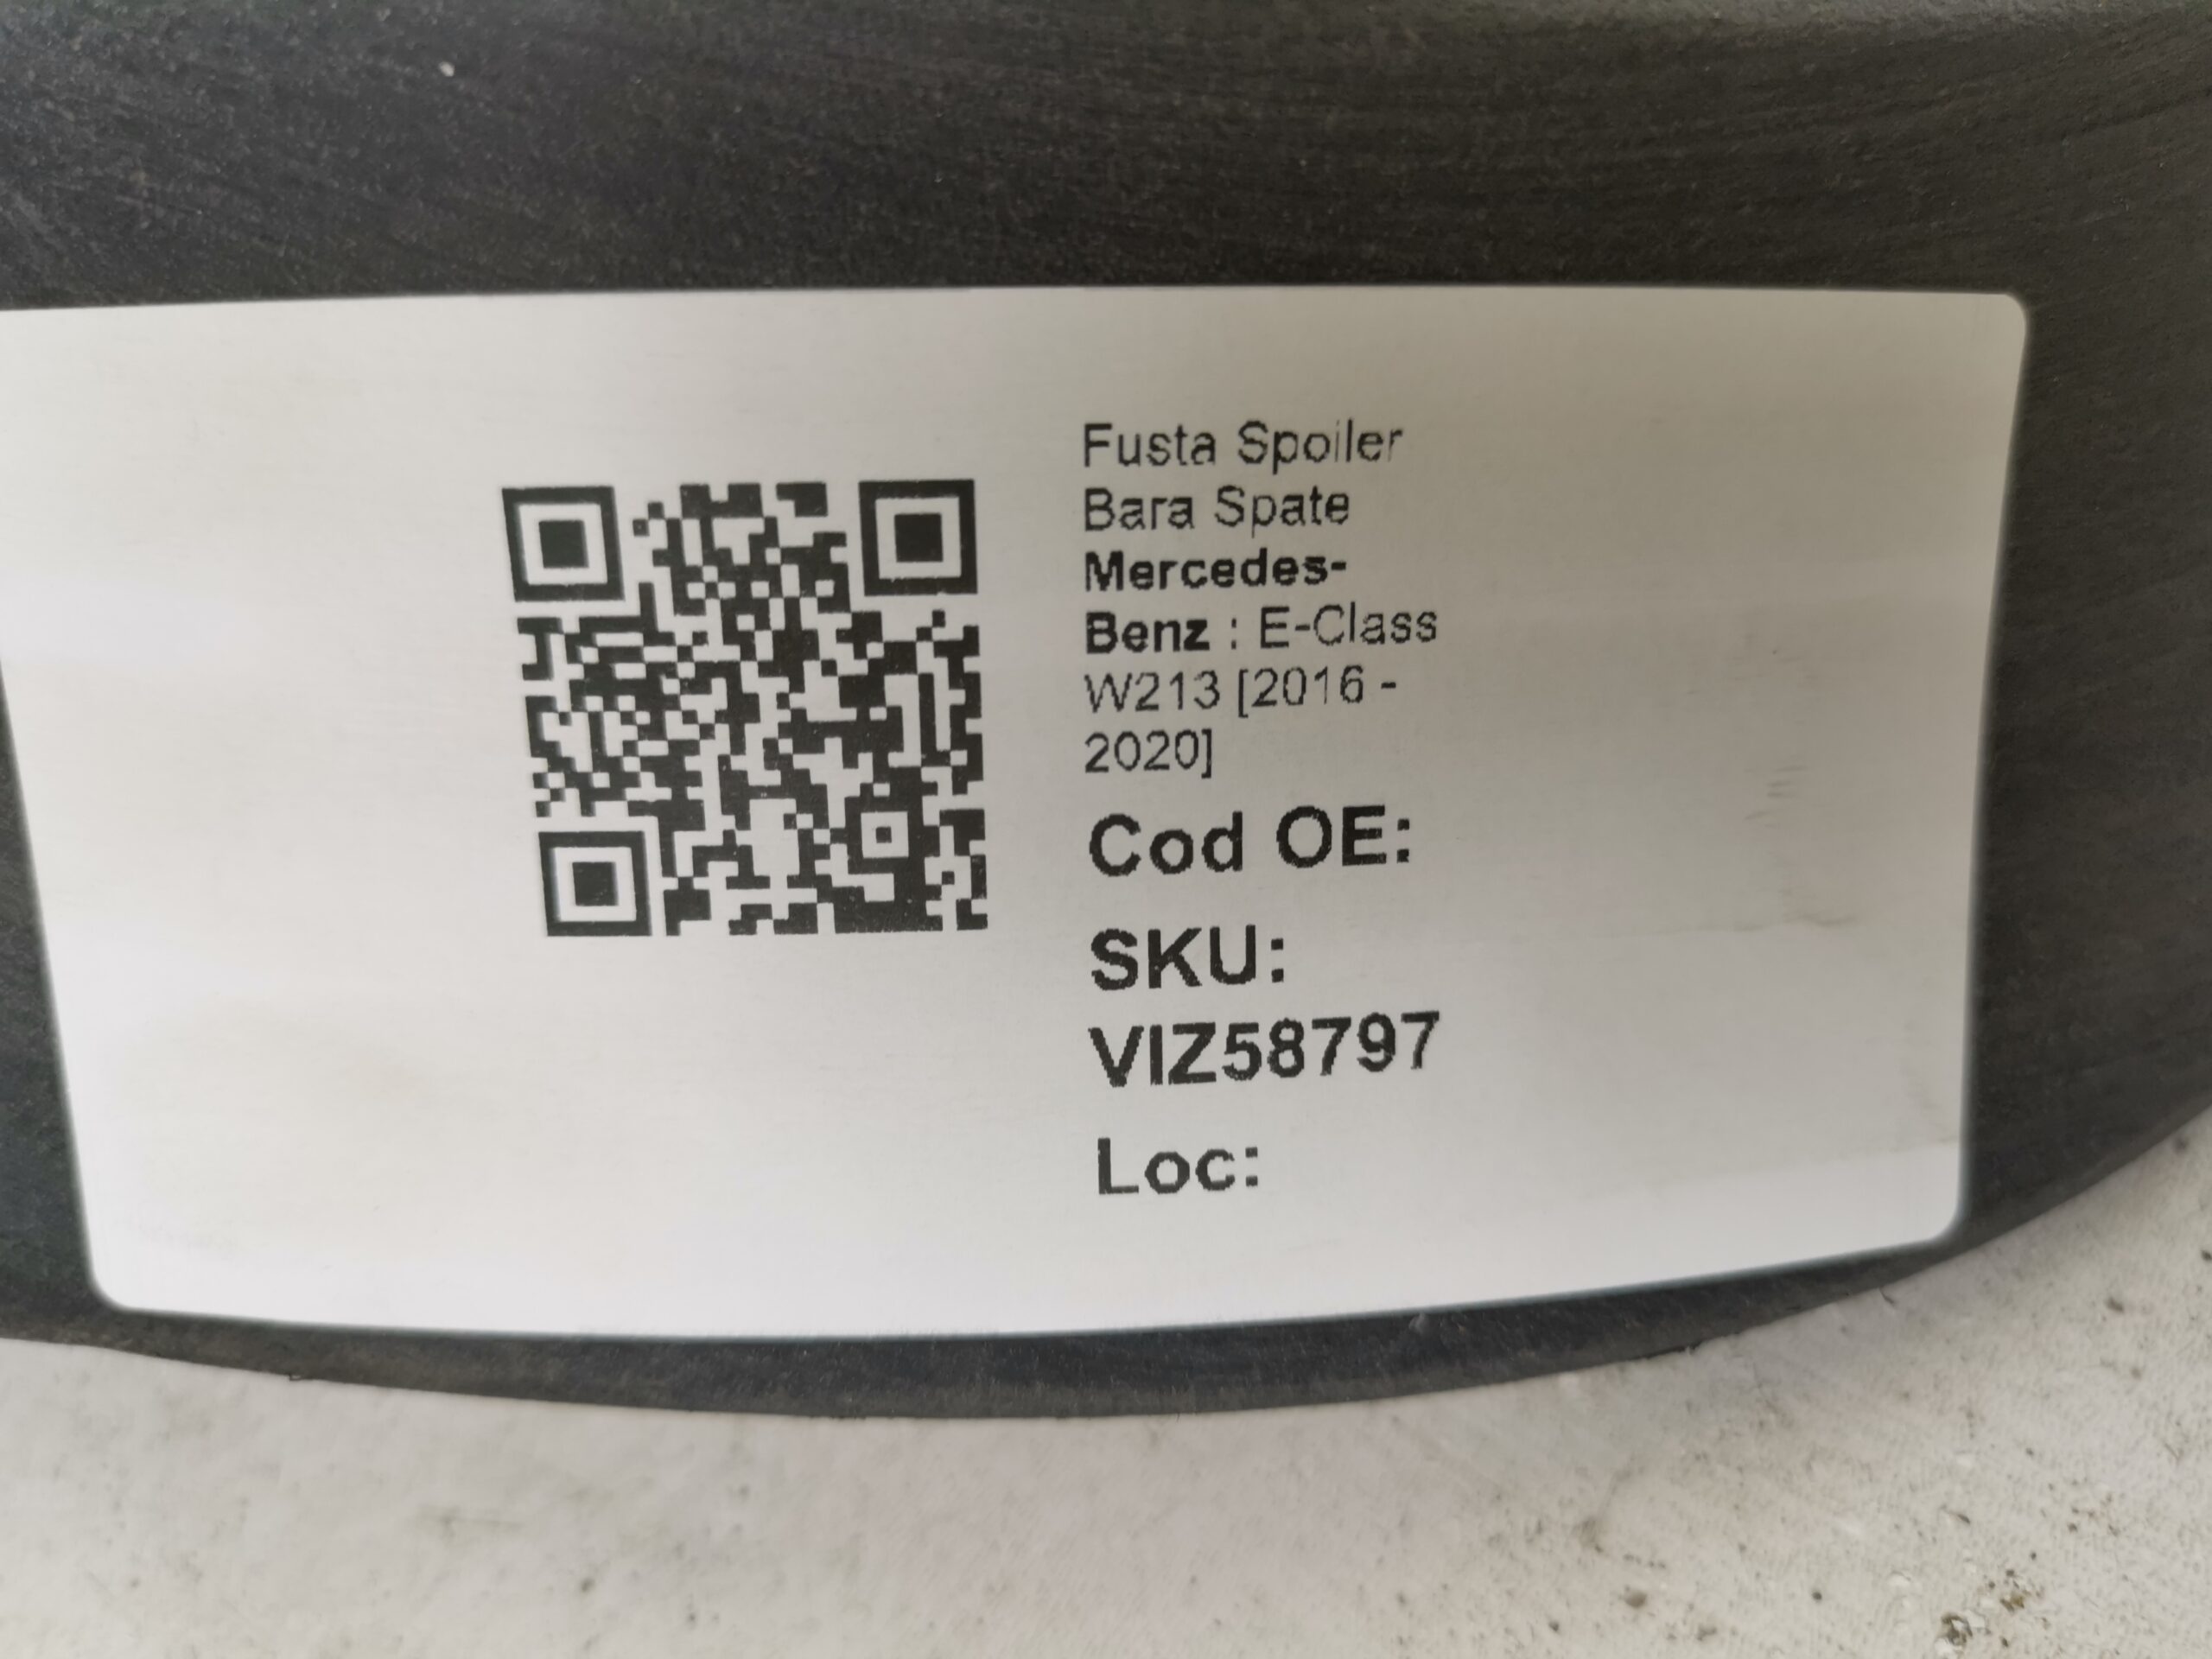 Fusta Spoiler
Bara Spate
Mercedes-
Benz : E-Class
W213 [2016 -
2020]
Cod OE:
SKU:
VIZ58797
Loc: